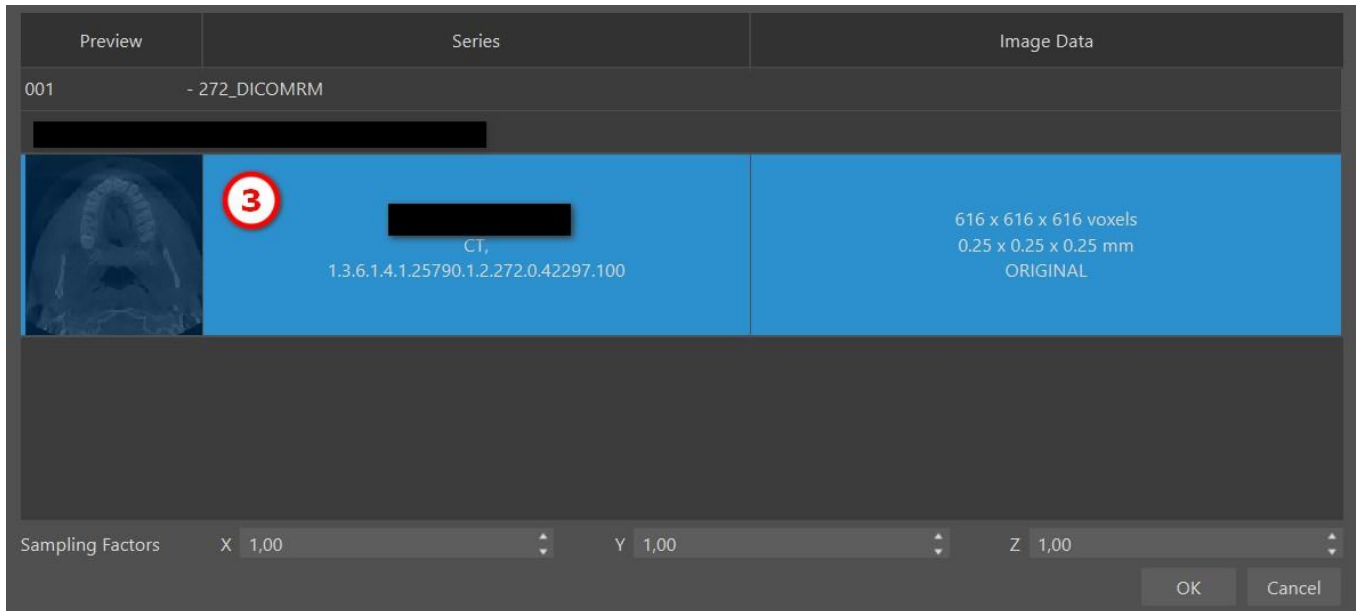 Preview Series Image Data
001 - 272_DICOMRM
3
CT,
1.3.6.1.4.1.25790.1.2.272.0.42297.100
616 x 616 x 616 voxels
0.25 x 0.25 x 0.25 mm
ORIGINAL
Sampling Factors X 1,00 Y 1,00 Z 1,00
OK Cancel